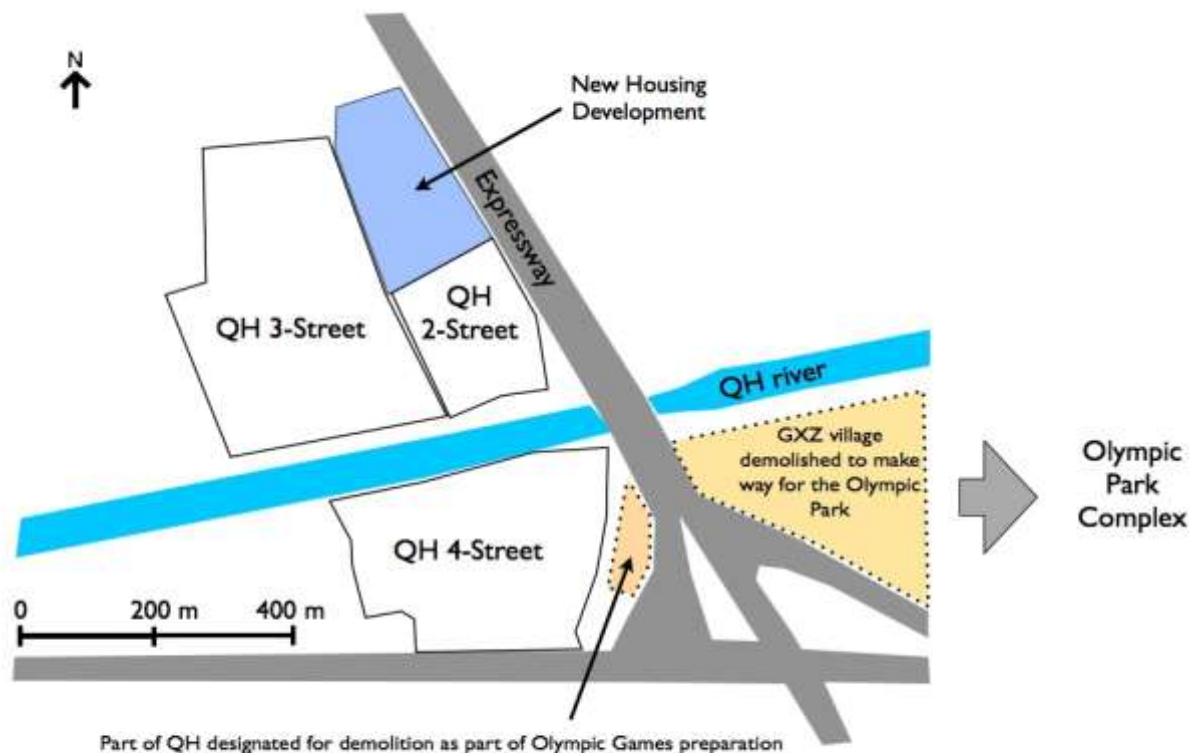 N
New Housing
Development
Expressway
QH 3-Street
QH
2-Street
QH river
GXZ village
demolished to make
way for the Olympic
Park
Olympic
Park
Complex
QH 4-Street
0 200 m 400 m
Part of QH designated for demolition as part of Olympic Games preparation